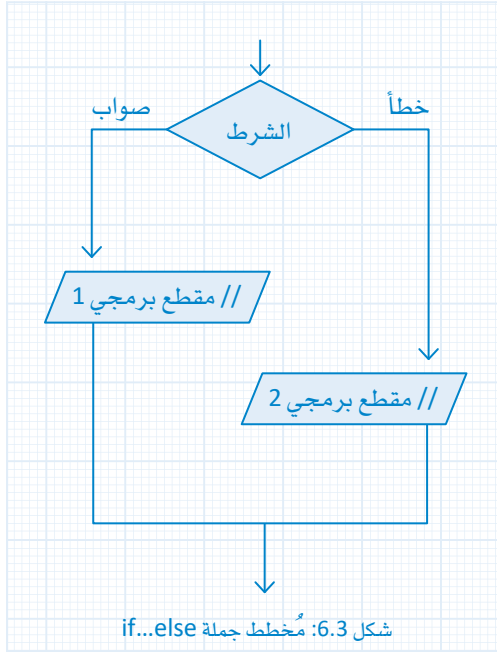 خطأ
صواب
الشرط
// مقطع برمجي 1
// مقطع برمجي 2
شكل 6.3: مُخطط جملة if...else